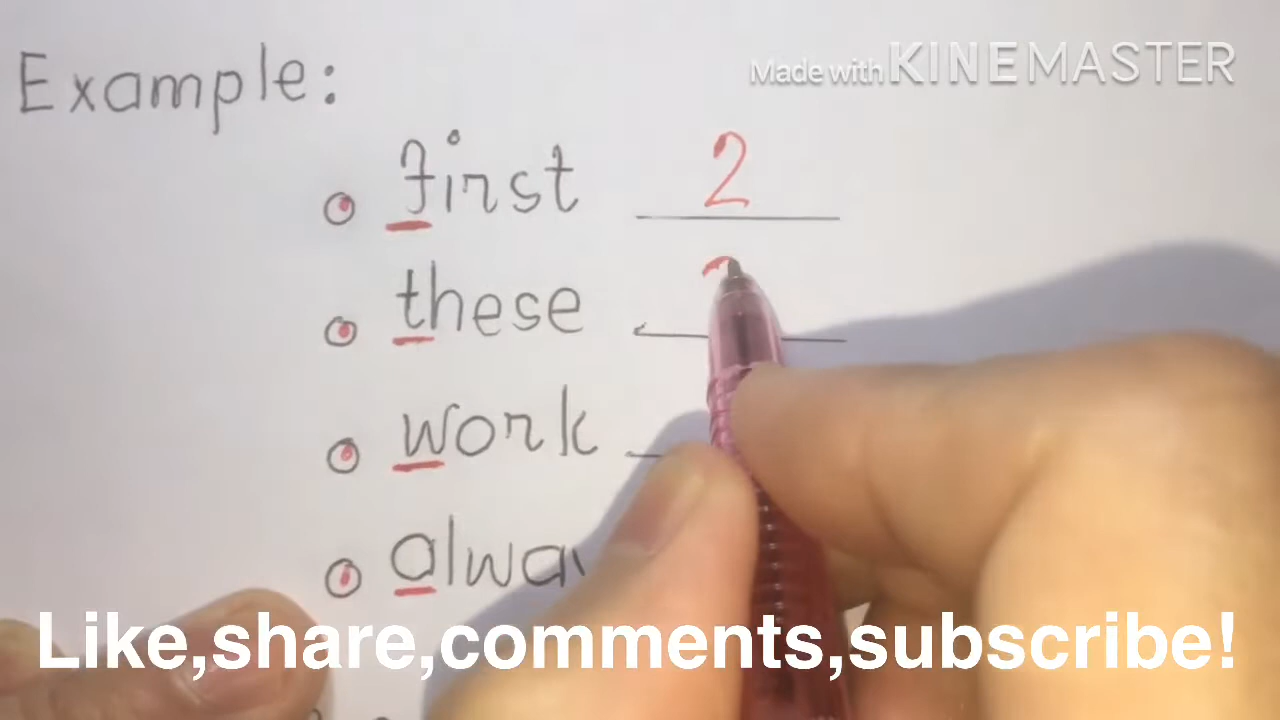 Example:
Made with KINEMASTER
first 2
these
work
Like,share,comments,subscribe!